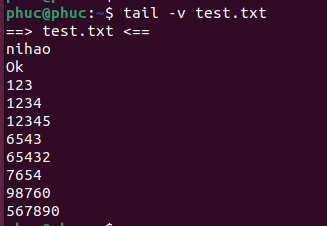 phuc@phuc:~$ tail -v test.txt
==> test.txt <==
nihao
Ok
123
1234
12345
6543
65432
7654
98760
567890